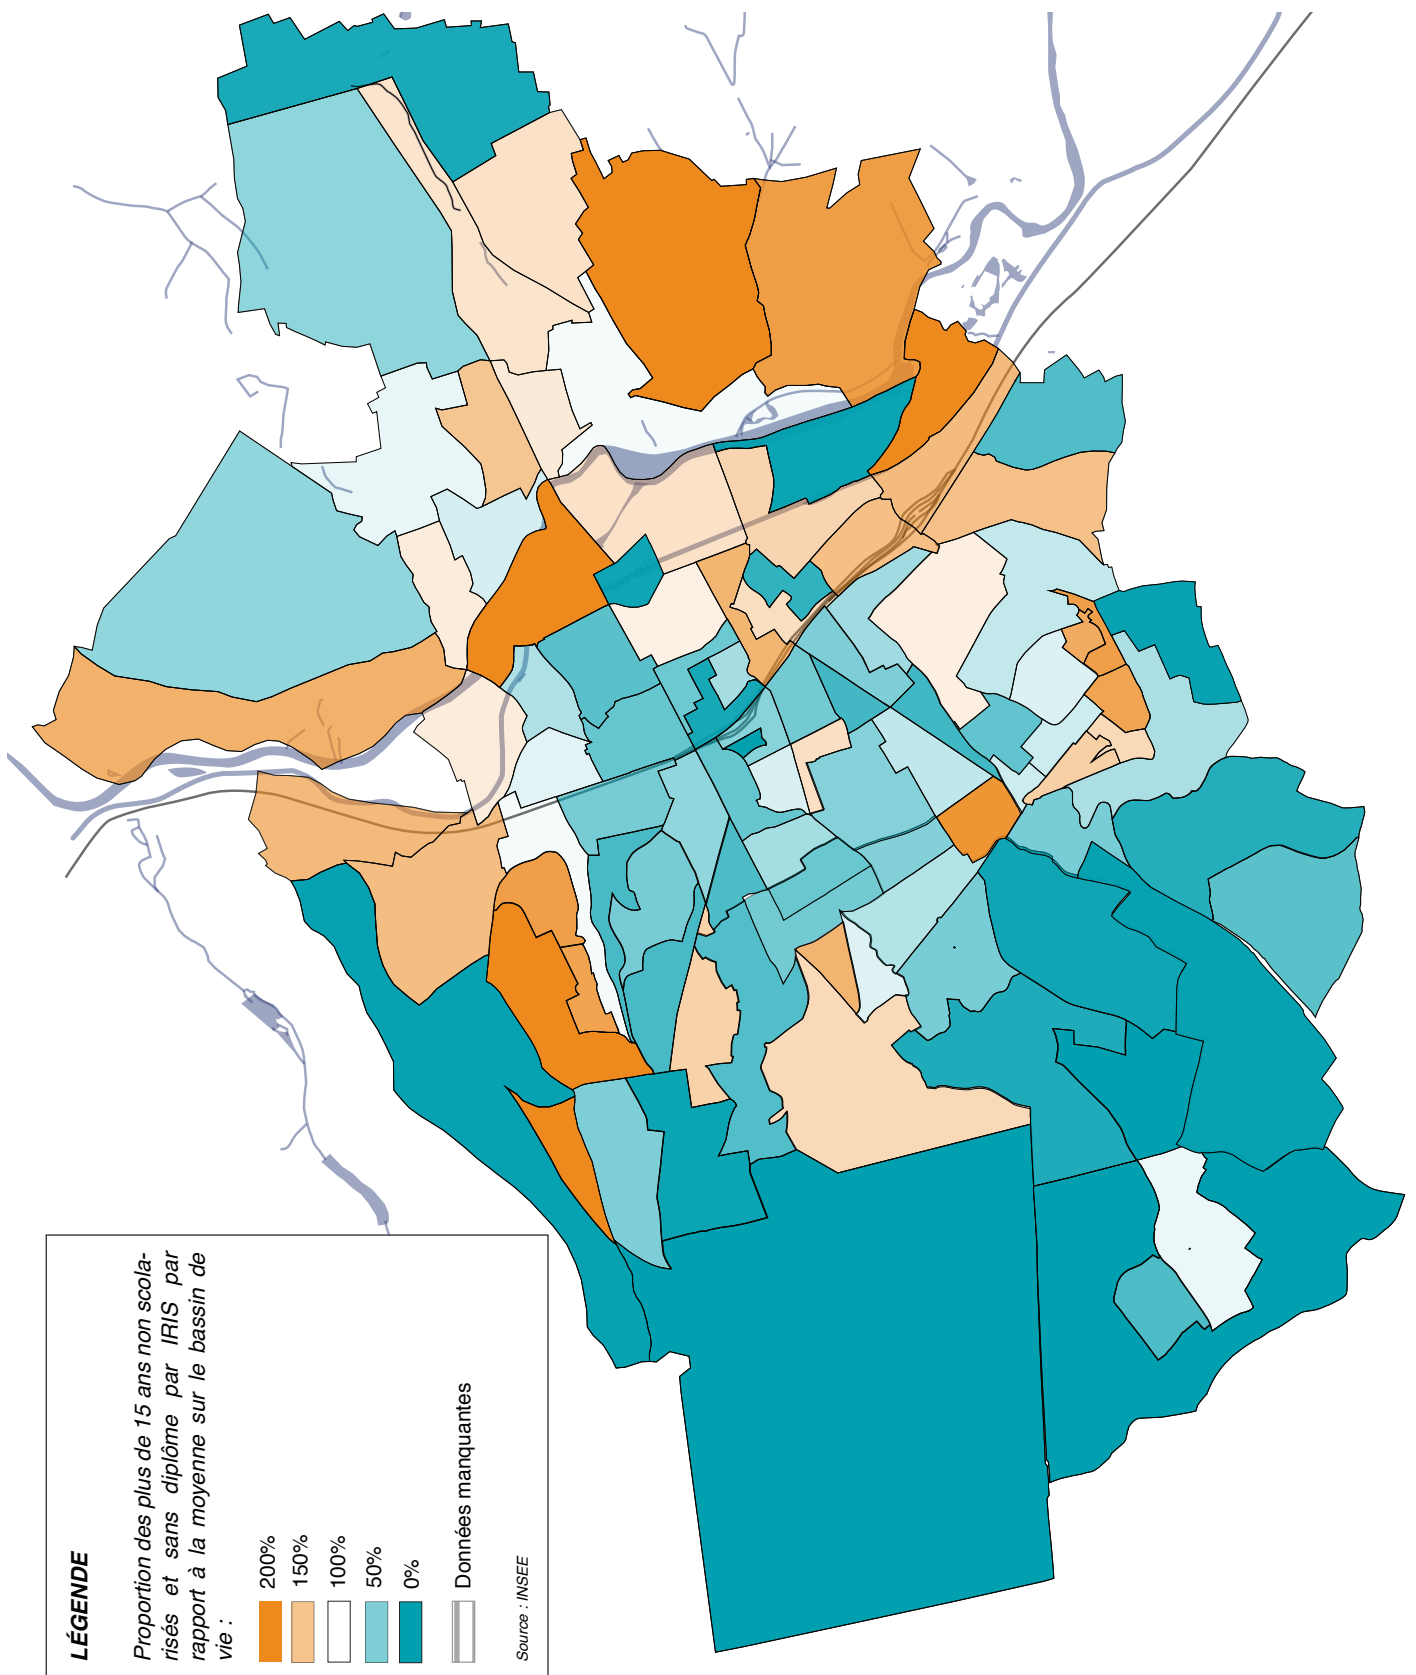 LÉGENDE
Proportion des plus de 15 ans non scola-
risés et sans diplôme par IRIS par
rapport à la moyenne sur le bassin de
vie :
200%
150%
100%
50%
0%
Données manquantes
Source : INSEE